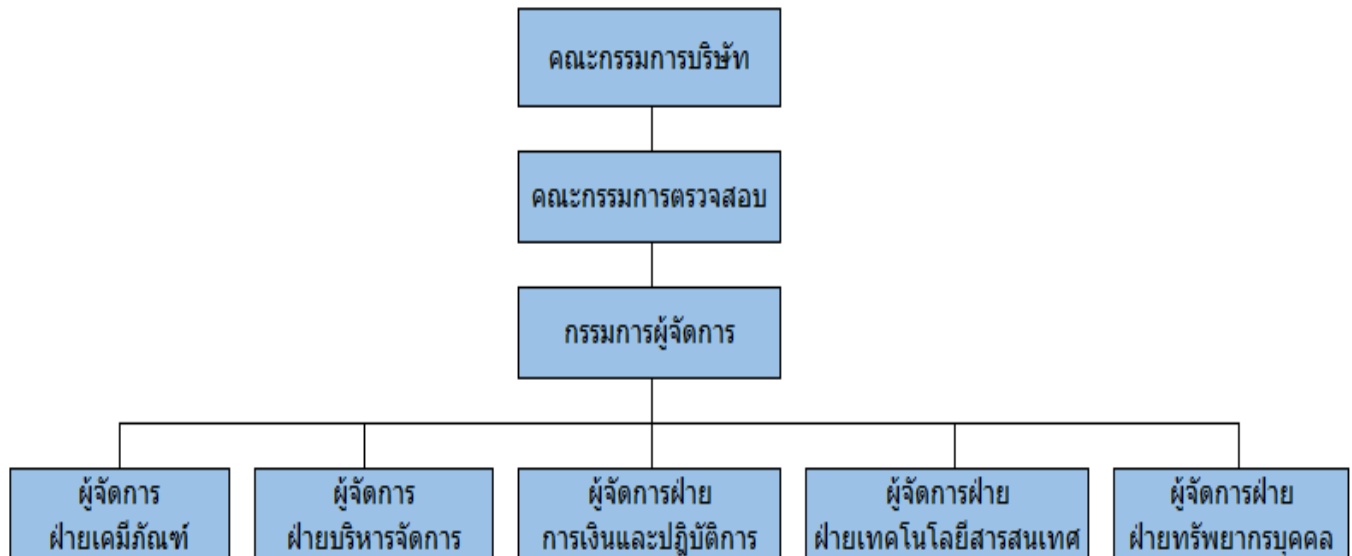 คณะกรรมการบริษัท
คณะกรรมการตรวจสอบ
กรรมการผู้จัดการ
ผู้จัดการ
ฝ่ายเคมีภัณฑ์
ผู้จัดการ
ฝ่ายบริหารจัดการ
ผู้จัดการฝ่าย
การเงินและปฎิบัติการ
ผู้จัดการฝ่าย
ฝ่ายเทคโนโลยีสารสนเทศ
ผู้จัดการฝ่าย
ฝ่ายทรัพยากรบุคคล